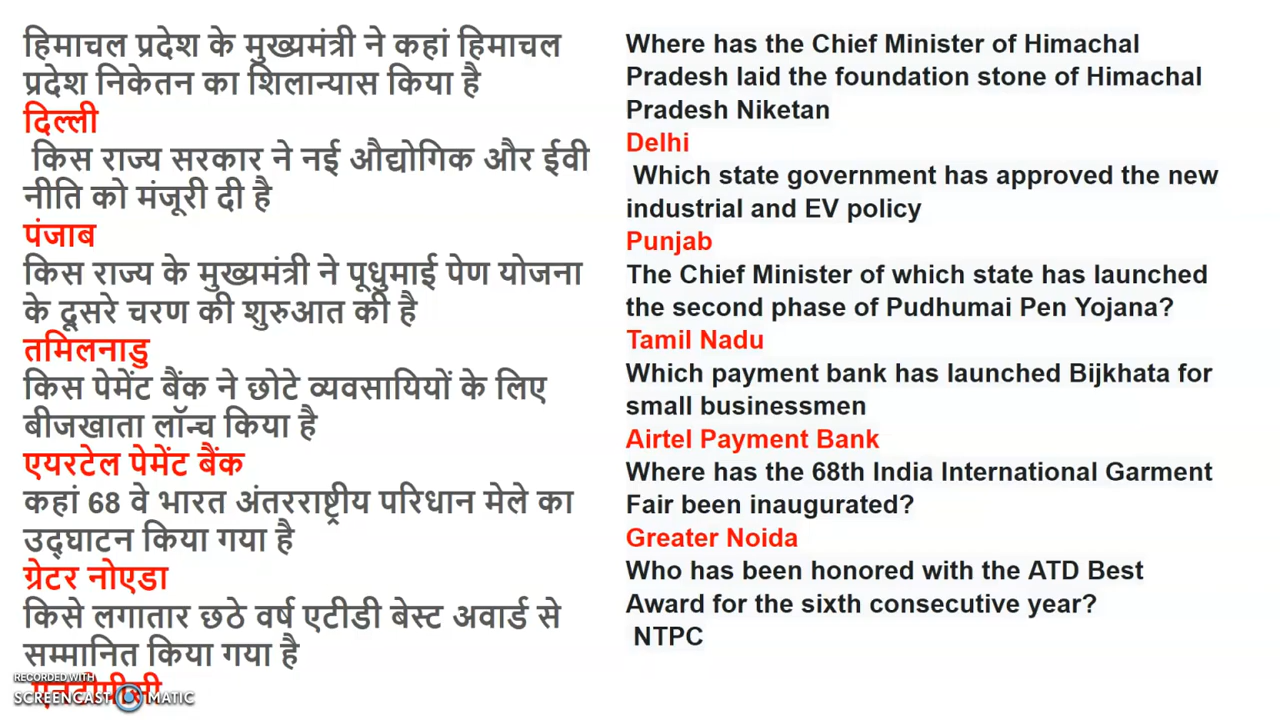 हिमाचल प्रदेश के मुख्यमंत्री ने कहां हिमाचल
प्रदेश निकेतन का शिलान्यास किया है
दिल्ली
किस राज्य सरकार ने नई औद्योगिक और ईवी
नीति को मंजूरी दी है
पंजाब
किस राज्य के मुख्यमंत्री ने पूधुमाई पेण योजना
के दूसरे चरण की शुरुआत की है
तमिलनाडु
किस पेमेंट बैंक ने छोटे व्यवसायियों के लिए
बीजखाता लॉन्च किया है
एयरटेल पेमेंट बैंक
कहां 68 वे भारत अंतरराष्ट्रीय परिधान मेले का
उद्घाटन किया गया है
ग्रेटर नोएडा
किसे लगातार छठे वर्ष एटीडी बेस्ट अवार्ड से
सम्मानित किया गया है
एनटीपीसी
RECORDED WITH
SCREENCAST MATIC
Where has the Chief Minister of Himachal
Pradesh laid the foundation stone of Himachal
Pradesh Niketan
Delhi
Which state government has approved the new
industrial and EV policy
Punjab
The Chief Minister of which state has launched
the second phase of Pudhumai Pen Yojana?
Tamil Nadu
Which payment bank has launched Bijkhata for
small businessmen
Airtel Payment Bank
Where has the 68th India International Garment
Fair been inaugurated?
Greater Noida
Who has been honored with the ATD Best
Award for the sixth consecutive year?
NTPC